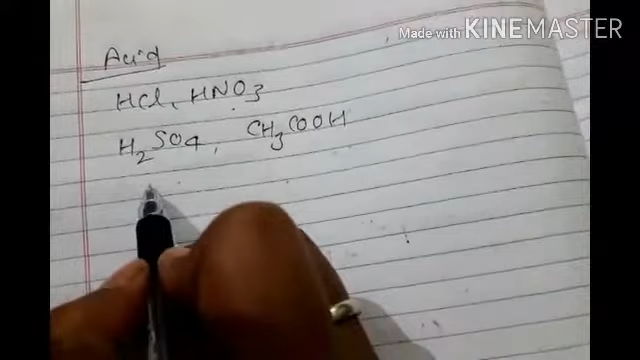 Made with KINEMASTER
Acid
HCl, HNO3
H2SO4, CH3COOH